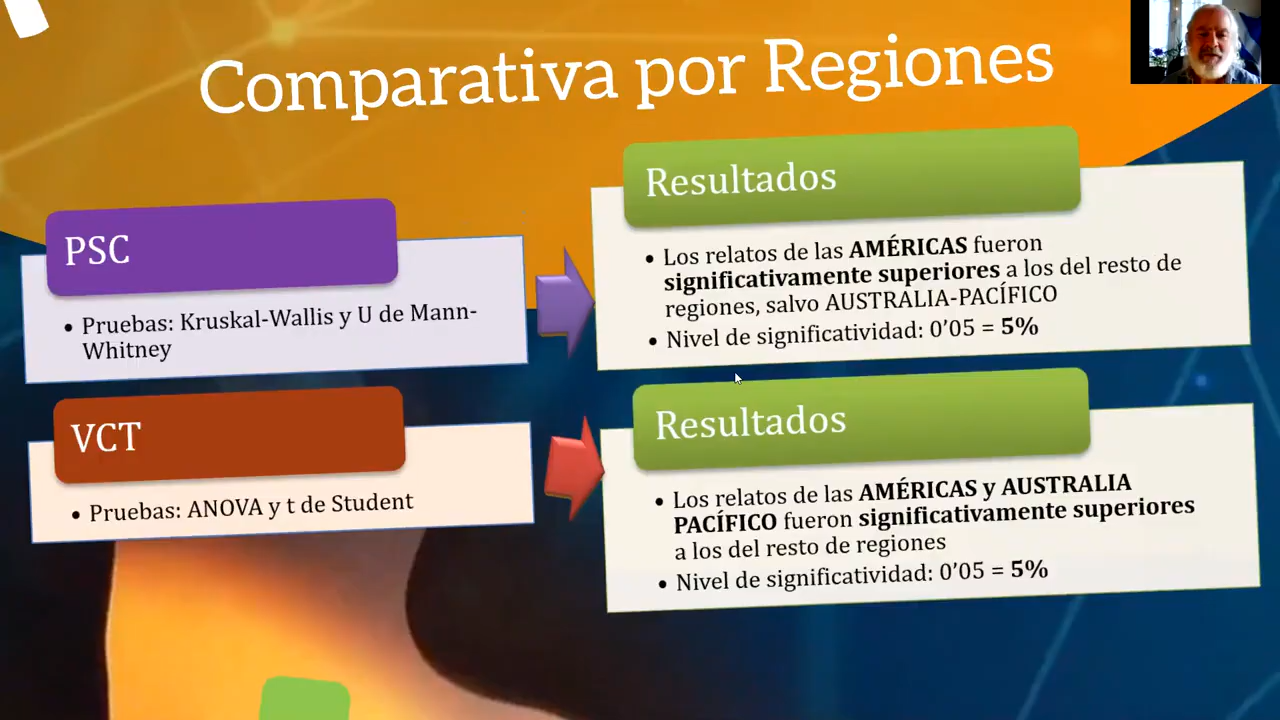 Comparativa por Regiones
PSC
• Pruebas: Kruskal-Wallis y U de Mann-
Whitney
Resultados
• Los relatos de las AMÉRICAS fueron
significativamente superiores a los del resto de
regiones, salvo AUSTRALIA-PACÍFICO
• Nivel de significatividad: 0’05 = 5%
VCT
• Pruebas: ANOVA y t de Student
Resultados
• Los relatos de las AMÉRICAS y AUSTRALIA
PACÍFICO fueron significativamente superiores
a los del resto de regiones
• Nivel de significatividad: 0’05 = 5%